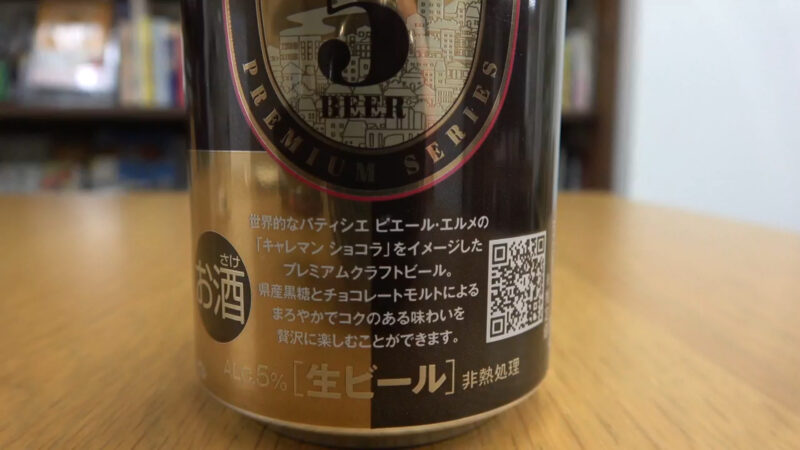 5
BEER
PREMIUM SERIES
世界的なパティシエ ピエール・エルメの
「キャレマン ショコラ」をイメージした
プレミアムクラフトビール。
県産黒糖とチョコレートモルトによる
まろやかでコクのある味わいを
贅沢に楽しむことができます。
さけ
お酒
ALC.5% [生ビール] 非熱処理